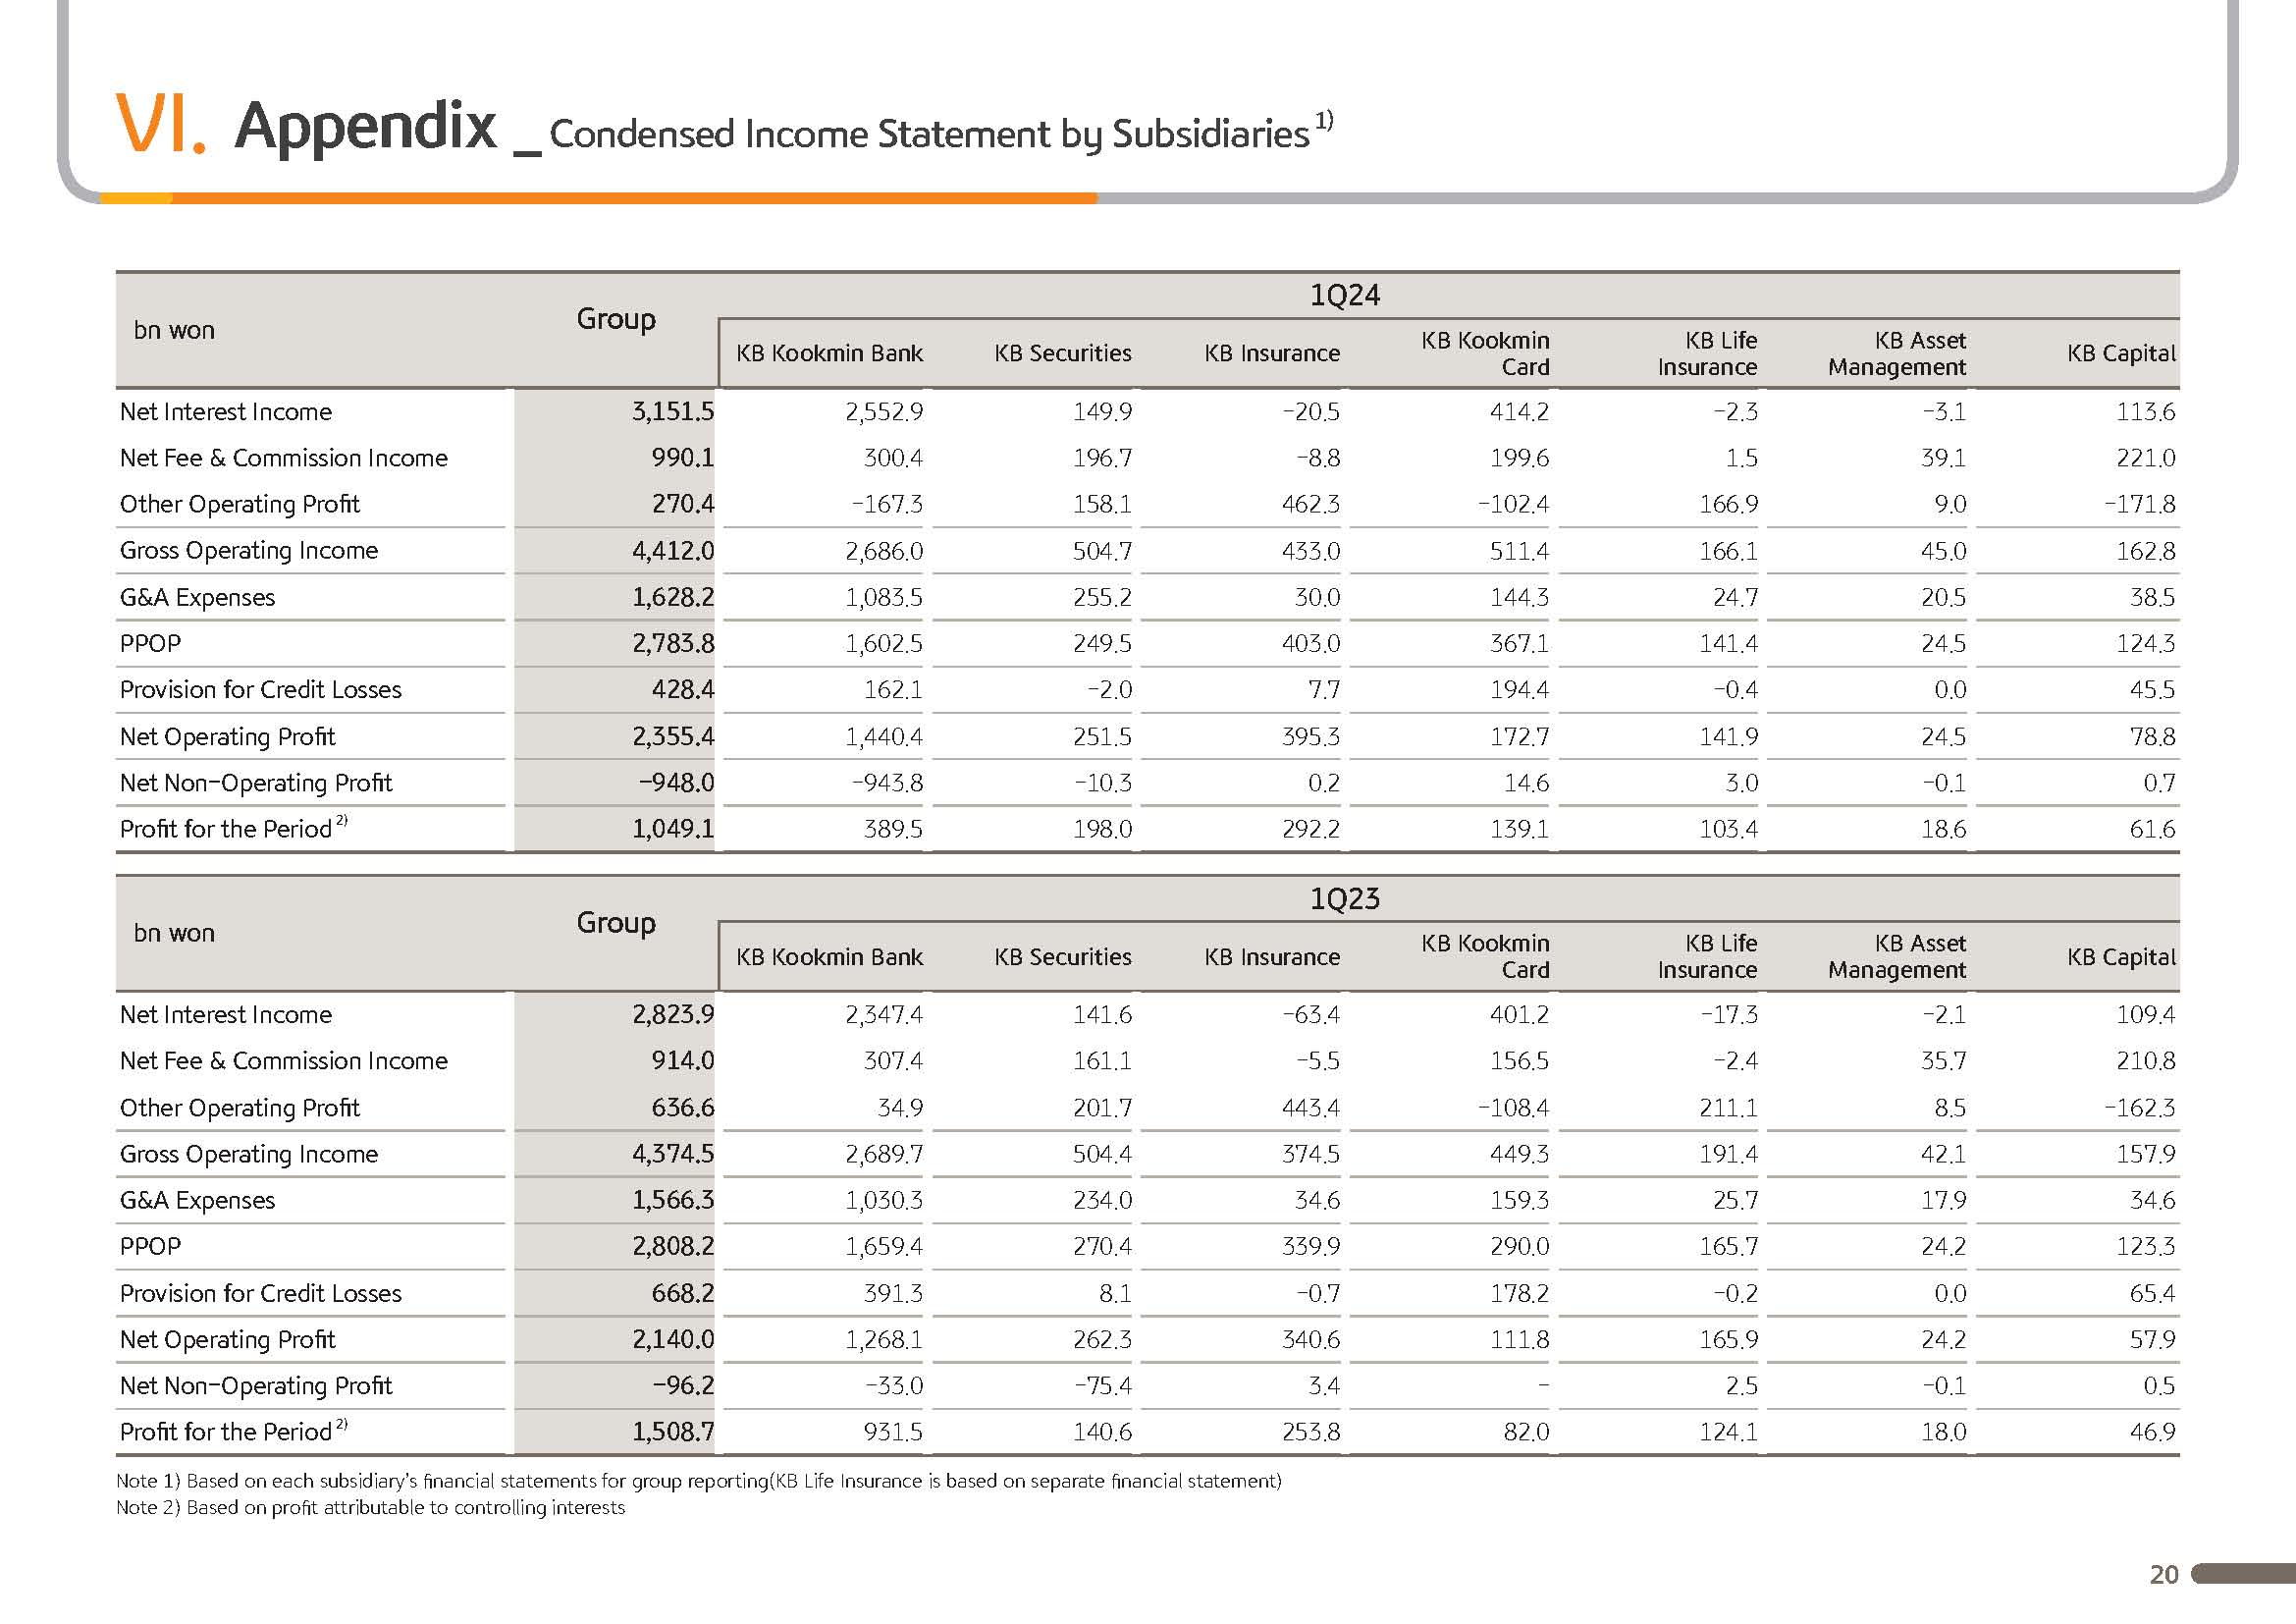 VI. Appendix _ Condensed Income Statement by Subsidiaries 1)
bn won Group 1Q24
KB Kookmin Bank KB Securities KB Insurance KB Kookmin Card KB Life Insurance KB Asset Management KB Capital
Net Interest Income 3,151.5 2,552.9 149.9 -20.5 414.2 -2.3 -3.1 113.6
Net Fee & Commission Income 990.1 300.4 196.7 -8.8 199.6 1.5 39.1 221.0
Other Operating Profit 270.4 -167.3 158.1 462.3 -102.4 166.9 9.0 -171.8
Gross Operating Income 4,412.0 2,686.0 504.7 433.0 511.4 166.1 45.0 162.8
G&A Expenses 1,628.2 1,083.5 255.2 30.0 144.3 24.7 20.5 38.5
PPOP 2,783.8 1,602.5 249.5 403.0 367.1 141.4 24.5 124.3
Provision for Credit Losses 428.4 162.1 -2.0 7.7 194.4 -0.4 0.0 45.5
Net Operating Profit 2,355.4 1,440.4 251.5 395.3 172.7 141.9 24.5 78.8
Net Non-Operating Profit -948.0 -943.8 -10.3 0.2 14.6 3.0 -0.1 0.7
Profit for the Period 2) 1,049.1 389.5 198.0 292.2 139.1 103.4 18.6 61.6
bn won Group 1Q23
KB Kookmin Bank KB Securities KB Insurance KB Kookmin Card KB Life Insurance KB Asset Management KB Capital
Net Interest Income 2,823.9 2,347.4 141.6 -63.4 401.2 -17.3 -2.1 109.4
Net Fee & Commission Income 914.0 307.4 161.1 -5.5 156.5 -2.4 35.7 210.8
Other Operating Profit 636.6 34.9 201.7 443.4 -108.4 211.1 8.5 -162.3
Gross Operating Income 4,374.5 2,689.7 504.4 374.5 449.3 191.4 42.1 157.9
G&A Expenses 1,566.3 1,030.3 234.0 34.6 159.3 25.7 17.9 34.6
PPOP 2,808.2 1,659.4 270.4 339.9 290.0 165.7 24.2 123.3
Provision for Credit Losses 668.2 391.3 8.1 -0.7 178.2 -0.2 0.0 65.4
Net Operating Profit 2,140.0 1,268.1 262.3 340.6 111.8 165.9 24.2 57.9
Net Non-Operating Profit -96.2 -33.0 -75.4 3.4 - 2.5 -0.1 0.5
Profit for the Period 2) 1,508.7 931.5 140.6 253.8 82.0 124.1 18.0 46.9
Note 1) Based on each subsidiary's financial statements for group reporting(KB Life Insurance is based on separate financial statement)
Note 2) Based on profit attributable to controlling interests
20